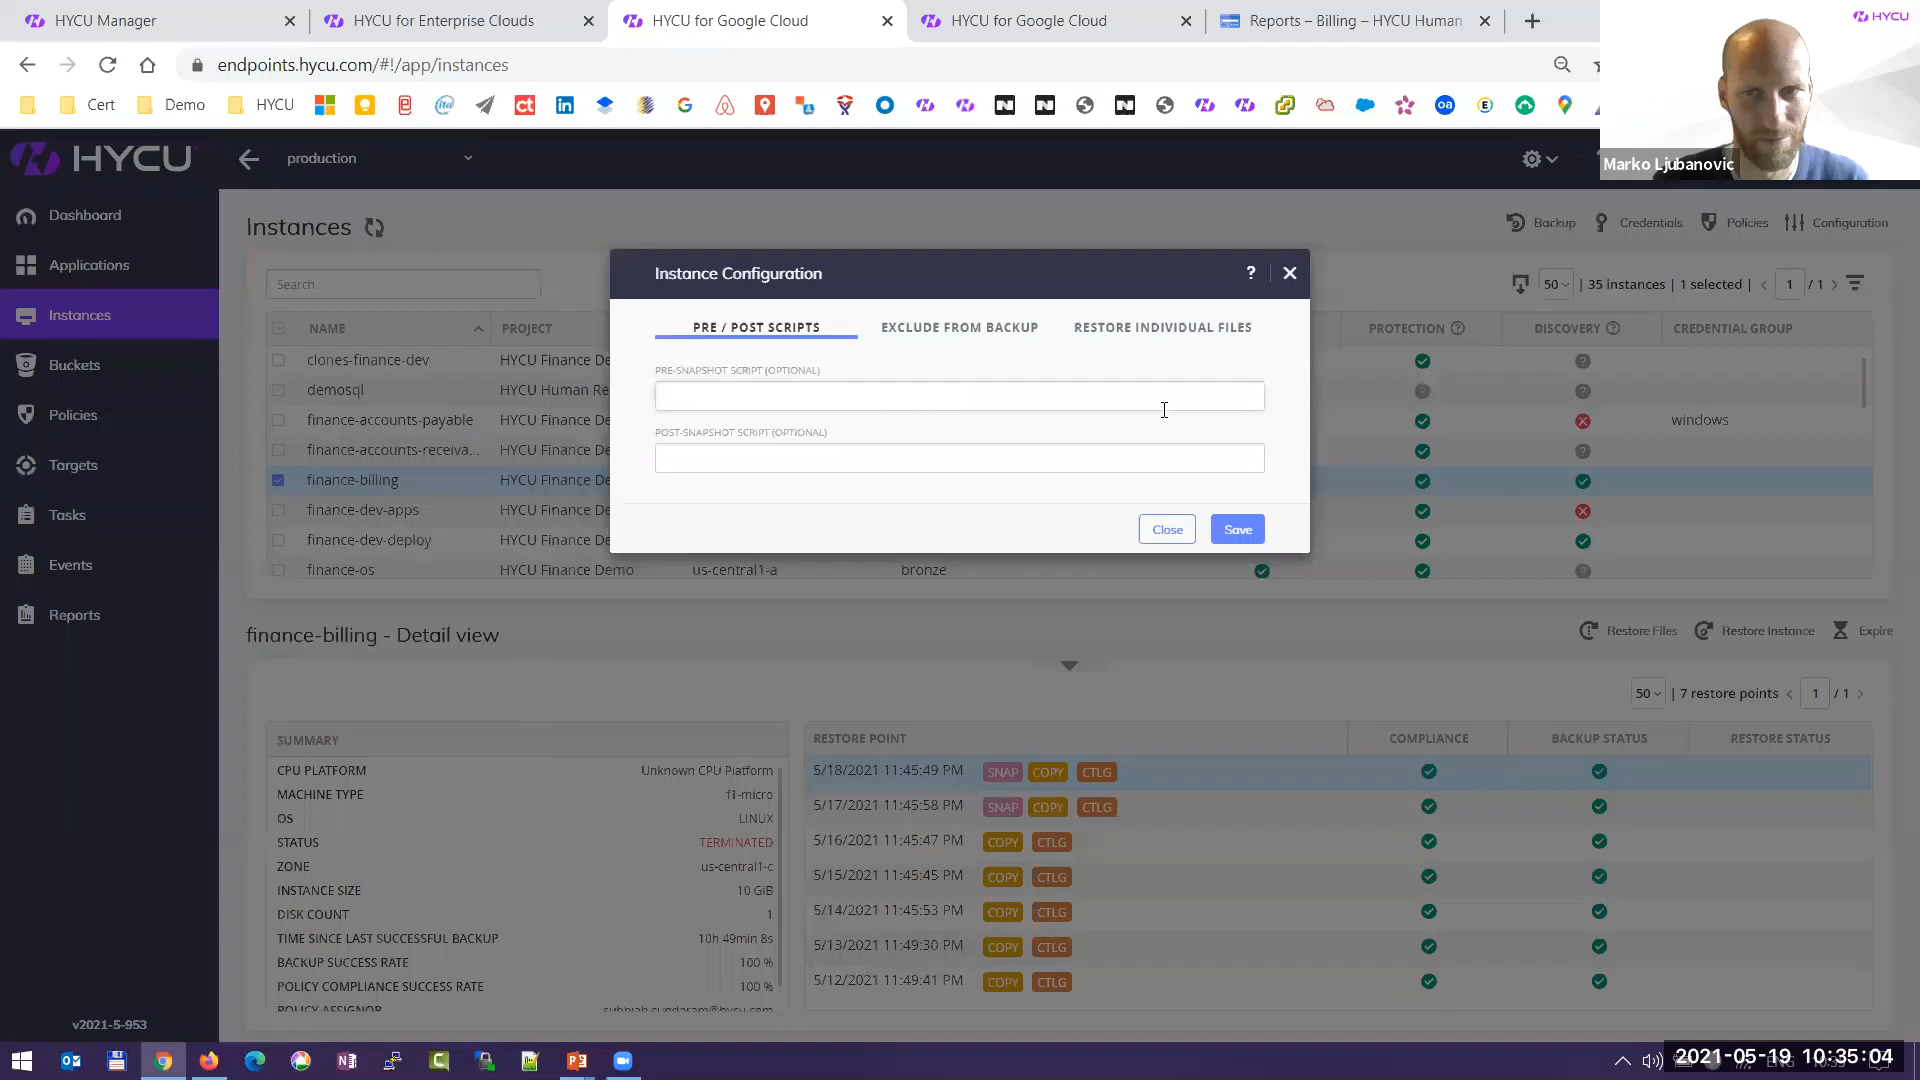 HYCU Manager
HYCU for Enterprise Clouds
HYCU for Google Cloud
HYCU for Google Cloud
Reports – Billing – HYCU Human
HYCU
endpoints.hycu.com/#!/app/instances
Cert
Demo
HYCU
Marko Ljubanovic
HYCU
production
Dashboard
Applications
Instances
Buckets
Policies
Targets
Tasks
Events
Reports
v2021-5-953
Instances
Backup
Credentials
Policies
Configuration
Search
50 | 35 instances | 1 selected | < 1 / 1 >
NAME
PROJECT
PROTECTION
DISCOVERY
CREDENTIAL GROUP
clones-finance-dev
HYCU Finance De
demosql
HYCU Human Re
finance-accounts-payable
HYCU Finance De
windows
finance-accounts-receiva...
HYCU Finance De
finance-billing
HYCU Finance De
finance-dev-apps
HYCU Finance De
finance-dev-deploy
HYCU Finance De
finance-os
HYCU Finance Demo
us-central1-a
bronze
Instance Configuration
?
PRE / POST SCRIPTS
EXCLUDE FROM BACKUP
RESTORE INDIVIDUAL FILES
PRE-SNAPSHOT SCRIPT (OPTIONAL)
POST-SNAPSHOT SCRIPT (OPTIONAL)
Close
Save
finance-billing - Detail view
Restore Files
Restore Instance
Expire
50 | 7 restore points < 1 / 1 >
SUMMARY
CPU PLATFORM Unknown CPU Platform
MACHINE TYPE f1-micro
OS LINUX
STATUS TERMINATED
ZONE us-central1-c
INSTANCE SIZE 10 GiB
DISK COUNT 1
TIME SINCE LAST SUCCESSFUL BACKUP 10h 49min 8s
BACKUP SUCCESS RATE 100 %
POLICY COMPLIANCE SUCCESS RATE 100 %
POLICY ASSIGNOR subbiah.sundaram@hycu.com
RESTORE POINT
COMPLIANCE
BACKUP STATUS
RESTORE STATUS
5/18/2021 11:45:49 PM SNAP COPY CTLG
5/17/2021 11:45:58 PM SNAP COPY CTLG
5/16/2021 11:45:47 PM COPY CTLG
5/15/2021 11:45:45 PM COPY CTLG
5/14/2021 11:45:53 PM COPY CTLG
5/13/2021 11:49:30 PM COPY CTLG
5/12/2021 11:49:41 PM COPY CTLG
2021-05-19 10:35:04